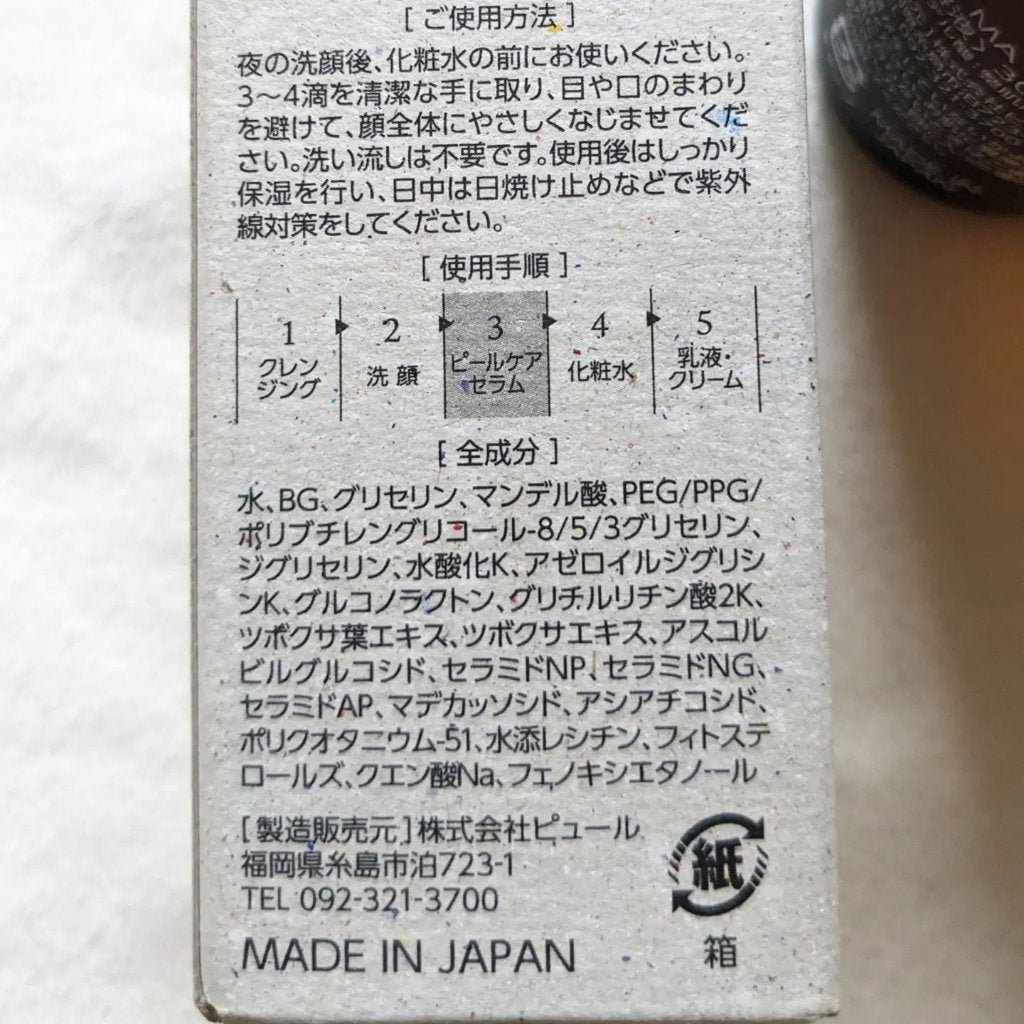 [ ご使用方法 ]
夜の洗顔後、化粧水の前にお使いください。
3〜4滴を清潔な手に取り、目や口のまわり
を避けて、顔全体にやさしくなじませてくだ
さい。洗い流しは不要です。使用後はしっかり
保湿を行い、日中は日焼け止めなどで紫外
線対策をしてください。
[ 使用手順 ]
1
クレン
ジング
2
洗 顔
3
ピールケア
セラム
4
化粧水
5
乳液・
クリーム
[ 全成分 ]
水、BG、グリセリン、マンデル酸、PEG/PPG/
ポリブチレングリコール-8/5/3グリセリン、
ジグリセリン、水酸化K、アゼロイルジグリシ
ンK、グルコノラクトン、グリチルリチン酸2K、
ツボクサ葉エキス、ツボクサエキス、アスコル
ビルグルコシド、セラミドNP、セラミドNG、
セラミドAP、マデカッソシド、アシアチコシド、
ポリクオタニウム-51、水添レシチン、フィトステ
ロールズ、クエン酸Na、フェノキシエタノール
[ 製造販売元 ] 株式会社ピュール
福岡県糸島市泊723-1
TEL 092-321-3700
MADE IN JAPAN
紙
箱